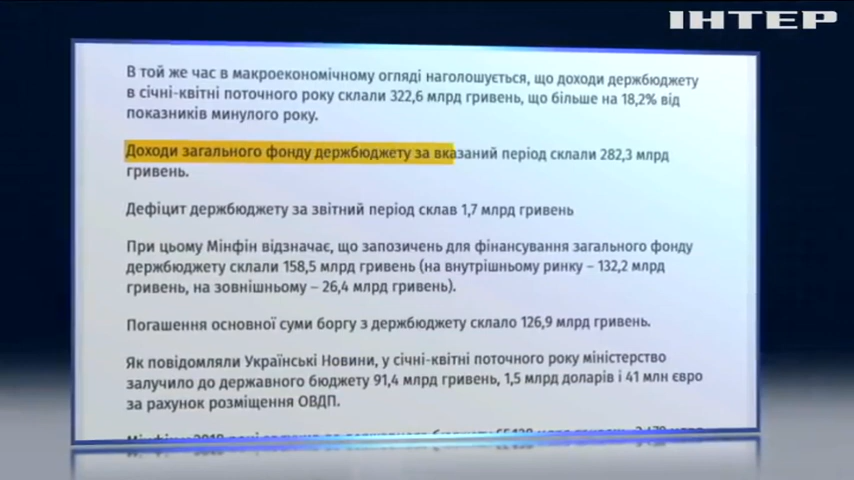 ІНТЕР
В той же час в макроекономічному огляді наголошується, що доходи держбюджету
в січні-квітні поточного року склали 322,6 млрд гривень, що більше на 18,2% від
показників минулого року.
Доходи загального фонду держбюджету за вказаний період склали 282,3 млрд
гривень.
Дефіцит держбюджету за звітний період склав 1,7 млрд гривень
При цьому Мінфін відзначає, що запозичень для фінансування загального фонду
держбюджету склали 158,5 млрд гривень (на внутрішньому ринку – 132,2 млрд
гривень, на зовнішньому – 26,4 млрд гривень).
Погашення основної суми боргу з держбюджету склало 126,9 млрд гривень.
Як повідомляли Українські Новини, у січні-квітні поточного року міністерство
залучило до державного бюджету 91,4 млрд гривень, 1,5 млрд доларів і 41 млн євро
за рахунок розміщення ОВДП.